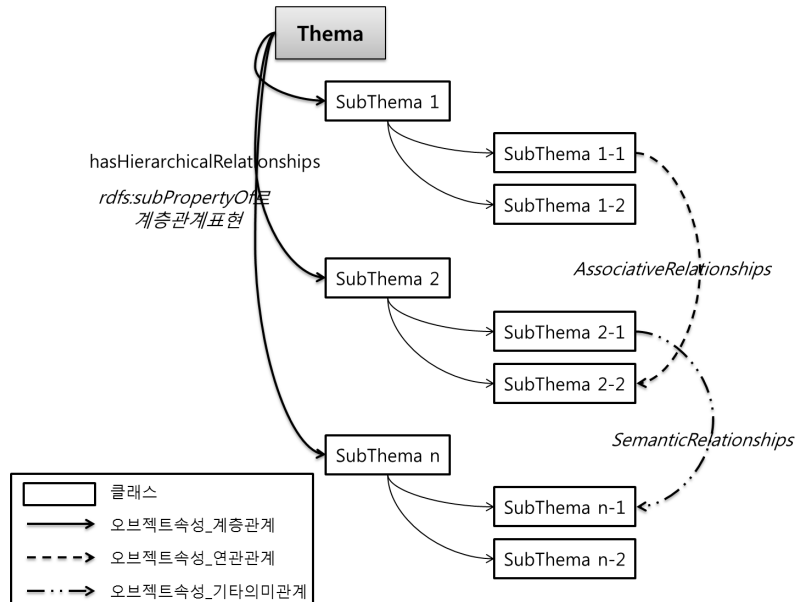 Thema
SubThema 1
SubThema 1-1
hasHierarchicalRelationships
SubThema 1-2
rdfs:subPropertyOf로
계층관계표현
SubThema 2
AssociativeRelationships
SubThema 2-1
SubThema 2-2
SubThema n
SemanticRelationships
클래스
SubThema n-1
오브젝트속성_계층관계
오브젝트속성_연관관계
SubThema n-2
오브젝트속성_기타의미관계